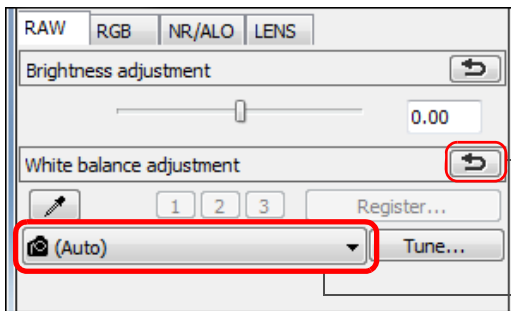 RAW RGB NR/ALO LENS
Brightness adjustment
0.00
White balance adjustment
1 2 3 Register...
(Auto) Tune...